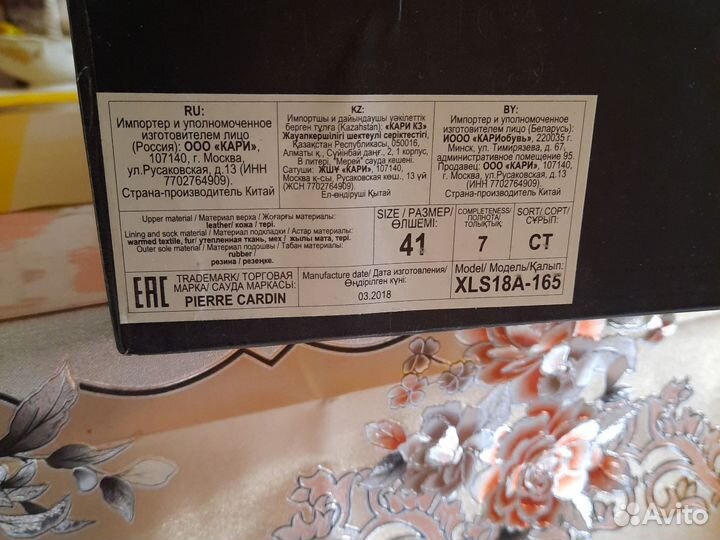 RU:
Импортер и уполномоченное
изготовителем лицо
(Россия): ООО «КАРИ»,
107140, г. Москва,
ул.Русаковская, д.13 (ИНН
7702764909).
Страна-производитель Китай
KZ:
Импортшы және дайындаушы уәкілеттік
берген тұлға (Kazahstan): «КАРИ КЗ»
Жауапкершілігі шектеулі серіктестігі,
Қазақстан Республикасы, 050016,
Алматы қ., Суйінбай даңғ., 2, 1 корпус,
В литері, "Мерей" сауда кешені.
Сатушы: ЖШҰ «КАРИ», 107140,
Мәскеу қ-сы, Русаковская көш., 13 үй
(ЖСН 7702764909).
Ел-өндіруші Қытай
BY:
Импортер и уполномоченное
изготовителем лицо (Беларусь):
ИООО «КАРИобувь», 220035 г.
Минск, ул. Тимирязева, д. 67,
административное помещение 95.
Продавец: ООО «КАРИ», 107140,
г. Москва, ул.Русаковская, д.13
(ИНН 7702764909).
Страна-производитель Китай
Upper material / Материал верха / Жоғарғы материалы:
leather/ кожа / тері.
Lining and sock material / Материал подкладки / Астар материалы:
warmed textile, fur/ утепленная ткань, мех / жылы мата, тері.
Outer sole material / Материал подошвы / Табан материалы:
rubber/
резина / резеңке.
SIZE / РАЗМЕР/
ӨЛШЕМІ:
41
COMPLETENESS/
ПОЛНОТА/
ТОЛЫҚТЫҚ:
7
SORT/ СОРТ/
СҰРЫП:
СТ
EAC
TRADEMARK/ ТОРГОВАЯ
МАРКА/ САУДА МАРКАСЫ:
PIERRE CARDIN
Manufacture date/ Дата изготовления/
Өндірілген күні:
03.2018
Model/ Модель/Қалып:
XLS18A-165
Avito